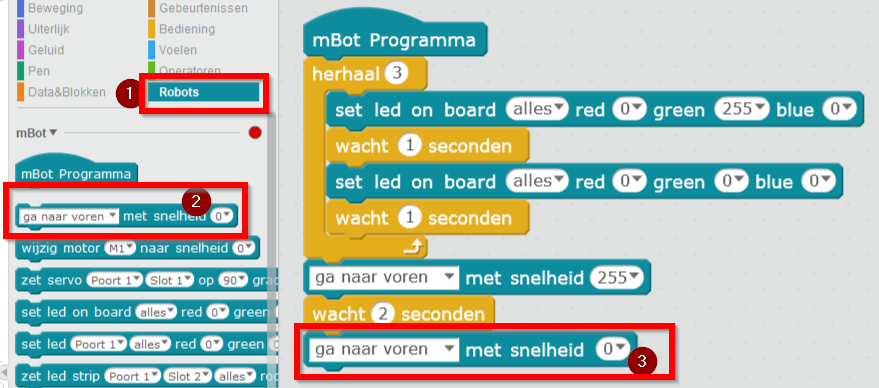 Beweging Gebeurtenissen
Uiterlijk Bediening
Geluid Voelen
Pen Operatoren
Data&Blokken Robots
1
mBot
mBot Programma
2
ga naar voren met snelheid 0
wijzig motor M1 naar snelheid 0
zet servo Poort 1 Slot 1 op 90 grad
set led on board alles red 0 green
set led Poort 1 alles red 0 green
zet led strip Poort 1 Slot 2 alles roo
mBot Programma
herhaal 3
set led on board alles red 0 green 255 blue 0
wacht 1 seconden
set led on board alles red 0 green 0 blue 0
wacht 1 seconden
ga naar voren met snelheid 255
wacht 2 seconden
ga naar voren met snelheid 0
3